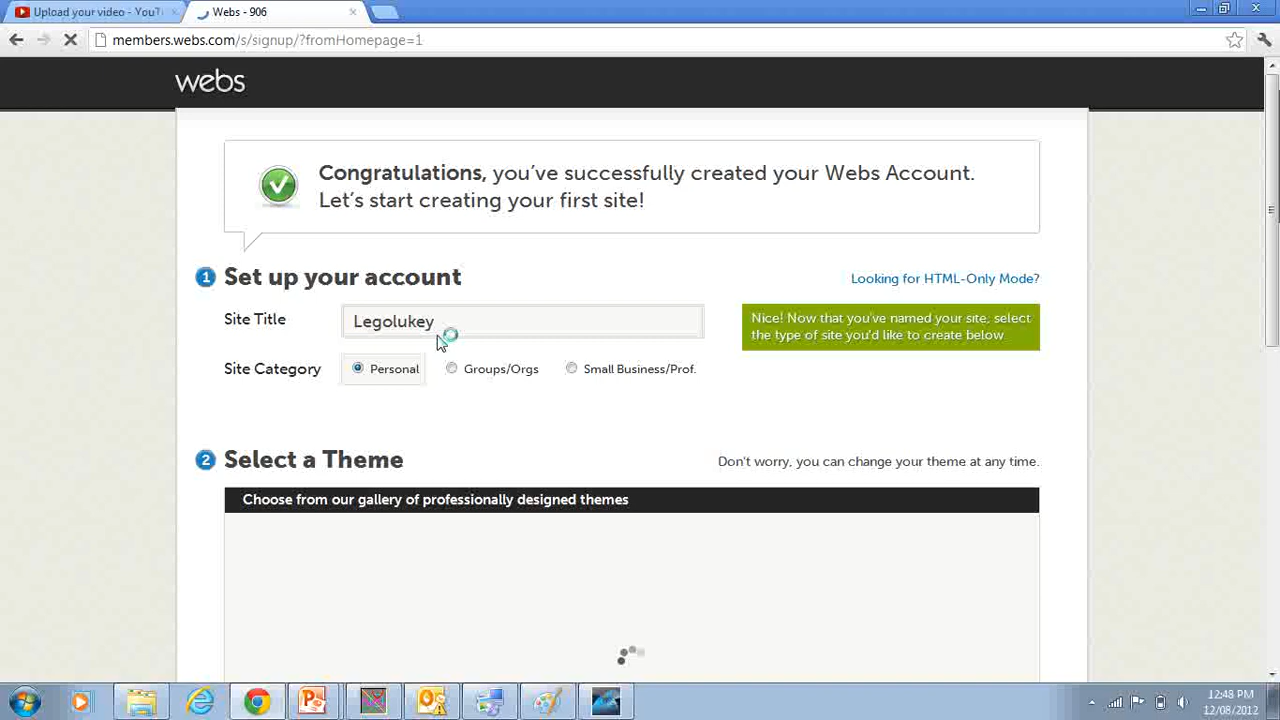 Upload your video - YouT
Webs - 906
members.webs.com/s/signup/?fromHomepage=1
webs
Congratulations, you've successfully created your Webs Account.
Let's start creating your first site!
1 Set up your account
Looking for HTML-Only Mode?
Site Title
Legolukey
Nice! Now that you've named your site, select
the type of site you'd like to create below
Site Category
Personal
Groups/Orgs
Small Business/Prof.
2 Select a Theme
Don't worry, you can change your theme at any time.
Choose from our gallery of professionally designed themes
12:48 PM
12/08/2012